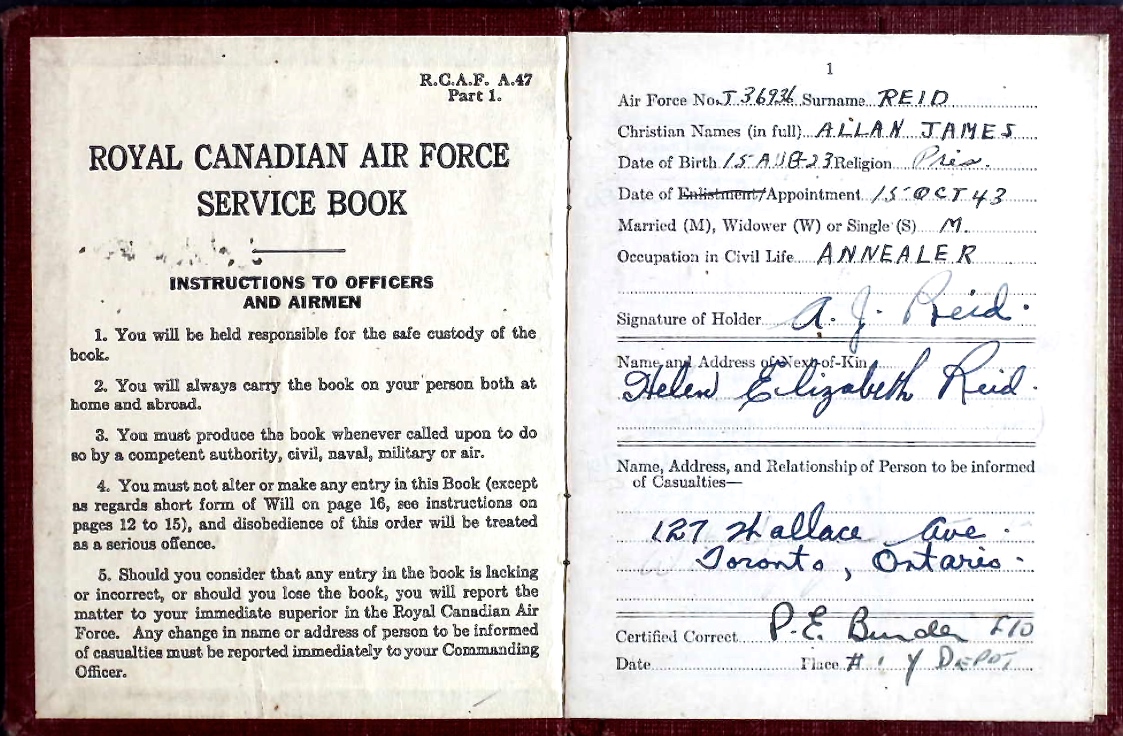 R.C.A.F. A.47
Part 1.
ROYAL CANADIAN AIR FORCE
SERVICE BOOK
INSTRUCTIONS TO OFFICERS
AND AIRMEN
1. You will be held responsible for the safe custody of the
book.
2. You will always carry the book on your person both at
home and abroad.
3. You must produce the book whenever called upon to do
so by a competent authority, civil, naval, military or air.
4. You must not alter or make any entry in this Book (except
as regards short form of Will on page 16, see instructions on
pages 12 to 15), and disobedience of this order will be treated
as a serious offence.
5. Should you consider that any entry in the book is lacking
or incorrect, or should you lose the book, you will report the
matter to your immediate superior in the Royal Canadian Air
Force. Any change in name or address of person to be informed
of casualties must be reported immediately to your Commanding
Officer.
1
Air Force No. J36936 Surname REID
Christian Names (in full) ALLAN JAMES
Date of Birth 15 AUG 23 Religion Pres.
Date of Enlistment/Appointment 15 OCT 43
Married (M), Widower (W) or Single (S) M.
Occupation in Civil Life ANNEALER
Signature of Holder A. J. Reid.
Name and Address of Next-of-Kin
Helen Elizabeth Reid.
Name, Address, and Relationship of Person to be informed
of Casualties—
127 Wallace Ave.
Toronto, Ontario.
Certified Correct P.E.
Date Place # 1 Y DEPOT